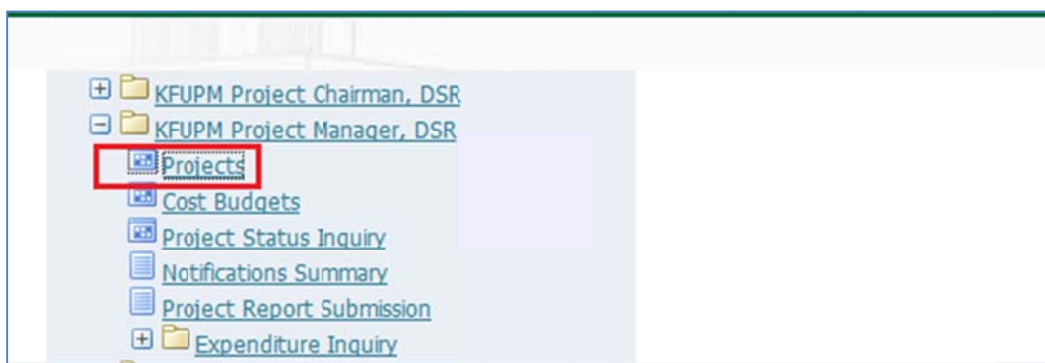 KFUPM Project Chairman, DSR
KFUPM Project Manager, DSR
Projects
Cost Budgets
Project Status Inquiry
Notifications Summary
Project Report Submission
Expenditure Inquiry